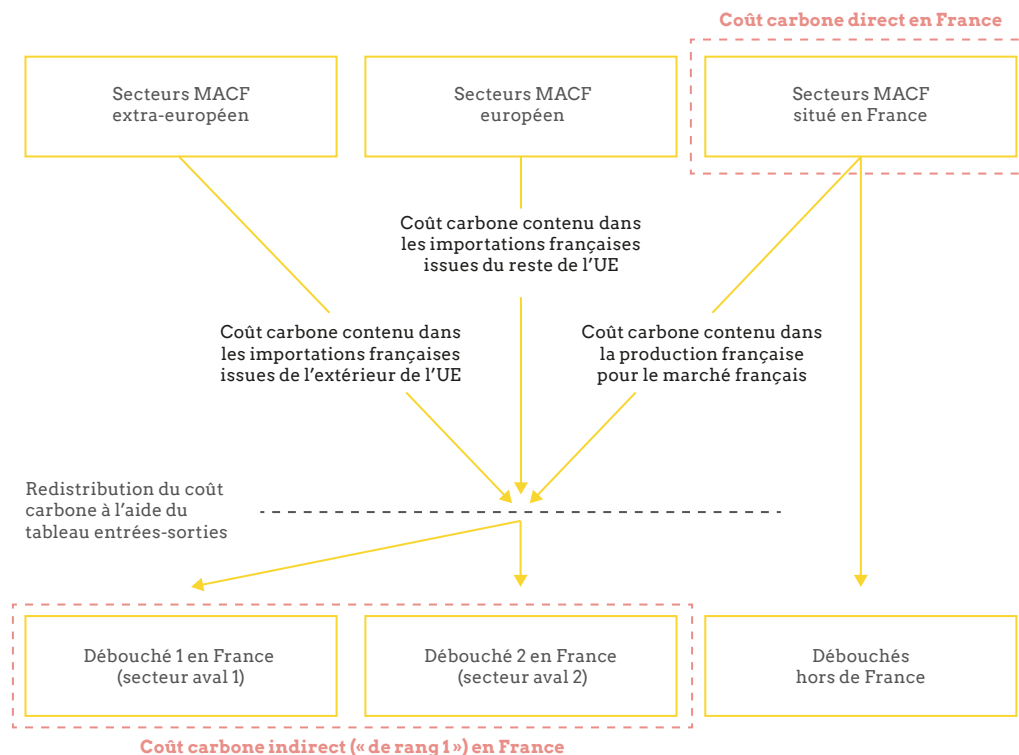 Coût carbone direct en France
Secteurs MACF
extra-européen
Secteurs MACF
européen
Secteurs MACF
situé en France
Coût carbone contenu dans
les importations françaises
issues du reste de l’UE
Coût carbone contenu dans
les importations françaises
issues de l’extérieur de l’UE
Coût carbone contenu dans
la production française
pour le marché français
Redistribution du coût
carbone à l’aide du
tableau entrées-sorties
Débouché 1 en France
(secteur aval 1)
Débouché 2 en France
(secteur aval 2)
Débouchés
hors de France
Coût carbone indirect (« de rang 1 ») en France